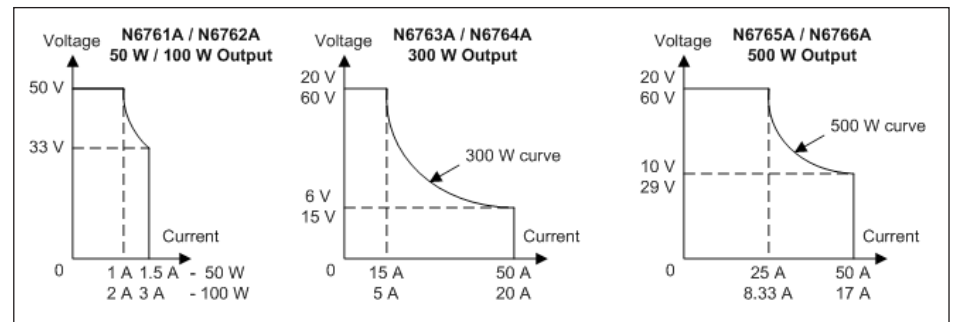 N6761A / N6762A
50 W / 100 W Output
Voltage
50 V
33 V
Current
0
1 A 1.5 A - 50 W
2 A 3 A - 100 W
N6763A / N6764A
300 W Output
Voltage
20 V
60 V
300 W curve
6 V
15 V
Current
0
15 A 50 A
5 A 20 A
N6765A / N6766A
500 W Output
Voltage
20 V
60 V
500 W curve
10 V
29 V
Current
0
25 A 50 A
8.33 A 17 A